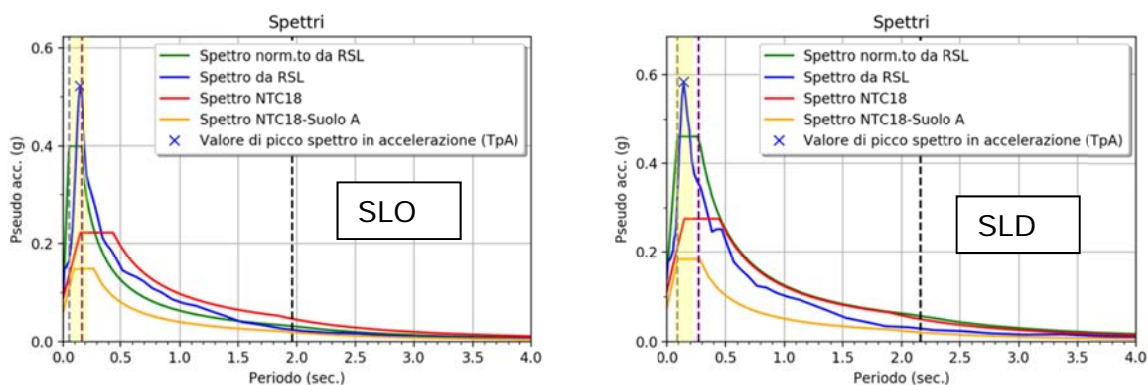 Spettri
0.6
0.4
0.2
0.0
Pseudo acc. (g)
Spettro norm.to da RSL
Spettro da RSL
Spettro NTC18
Spettro NTC18-Suolo A
Valore di picco spettro in accelerazione (TpA)
SLO
0.0 0.5 1.0 1.5 2.0 2.5 3.0 3.5 4.0
Periodo (sec.)
Spettri
0.6
0.4
0.2
0.0
Pseudo acc. (g)
Spettro norm.to da RSL
Spettro da RSL
Spettro NTC18
Spettro NTC18-Suolo A
Valore di picco spettro in accelerazione (TpA)
SLD
0.0 0.5 1.0 1.5 2.0 2.5 3.0 3.5 4.0
Periodo (sec.)